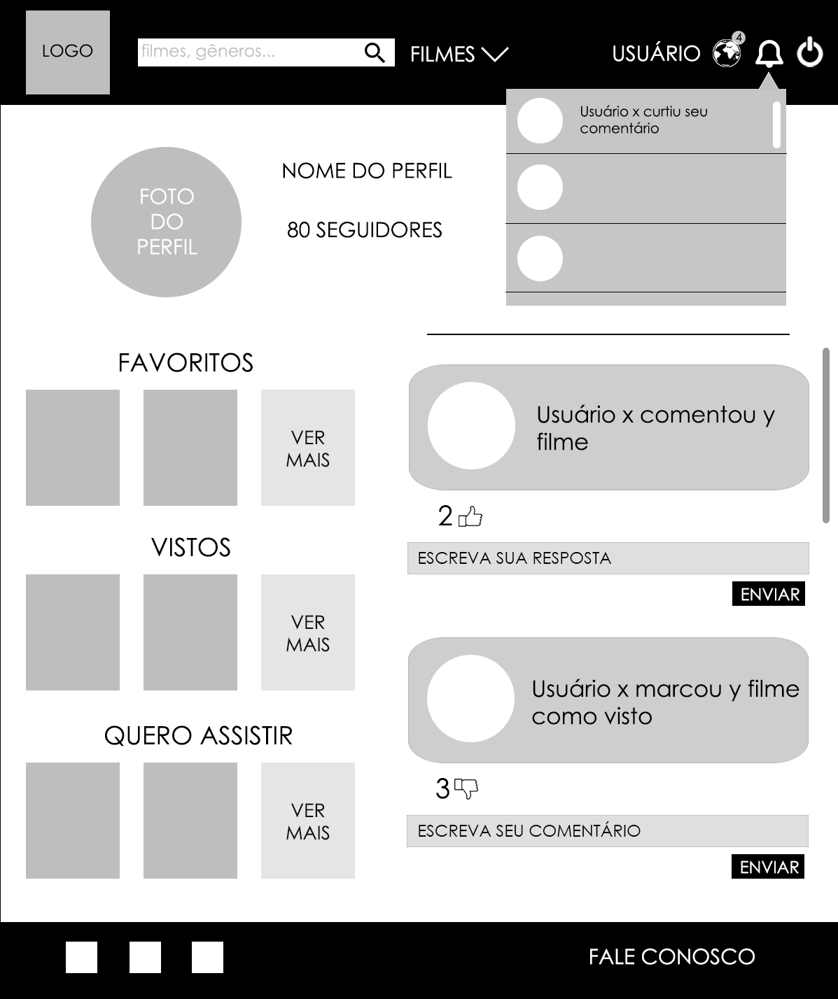 LOGO
filmes, gêneros...
FILMES
USUÁRIO
4
Usuário x curtiu seu
comentário
FOTO
DO
PERFIL
NOME DO PERFIL
80 SEGUIDORES
FAVORITOS
VER
MAIS
VISTOS
VER
MAIS
QUERO ASSISTIR
VER
MAIS
Usuário x comentou y
filme
2
ESCREVA SUA RESPOSTA
ENVIAR
Usuário x marcou y filme
como visto
3
ESCREVA SEU COMENTÁRIO
ENVIAR
FALE CONOSCO